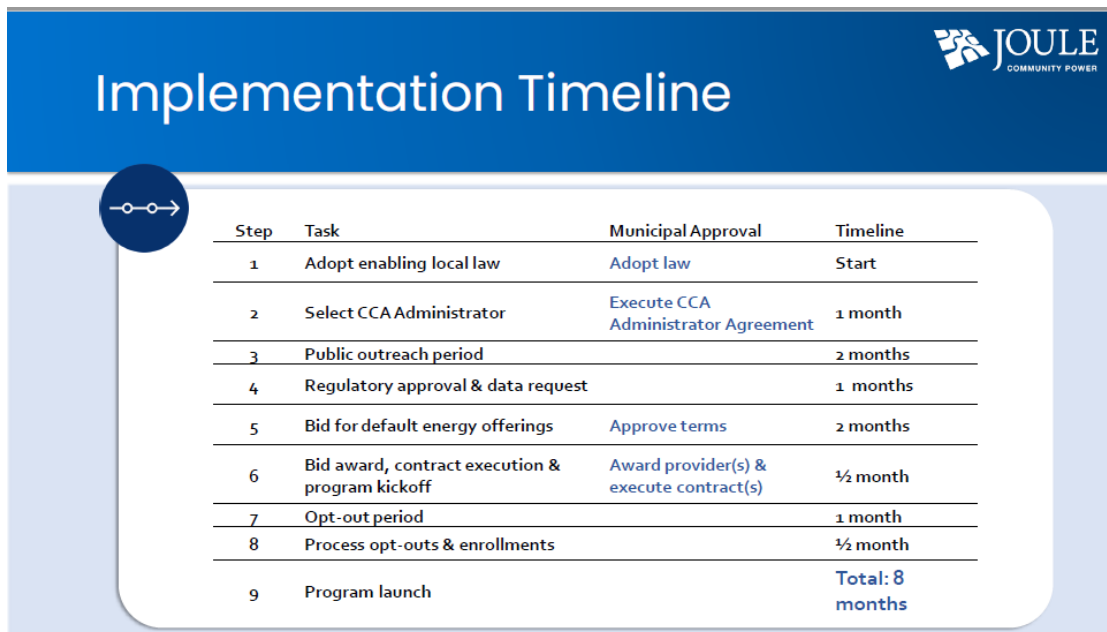 JOULE
COMMUNITY POWER
Implementation Timeline
Step Task Municipal Approval Timeline
1 Adopt enabling local law Adopt law Start
2 Select CCA Administrator Execute CCA Administrator Agreement 1 month
3 Public outreach period 2 months
4 Regulatory approval & data request 1 months
5 Bid for default energy offerings Approve terms 2 months
6 Bid award, contract execution & program kickoff Award provider(s) & execute contract(s) ½ month
7 Opt-out period 1 month
8 Process opt-outs & enrollments ½ month
9 Program launch Total: 8 months